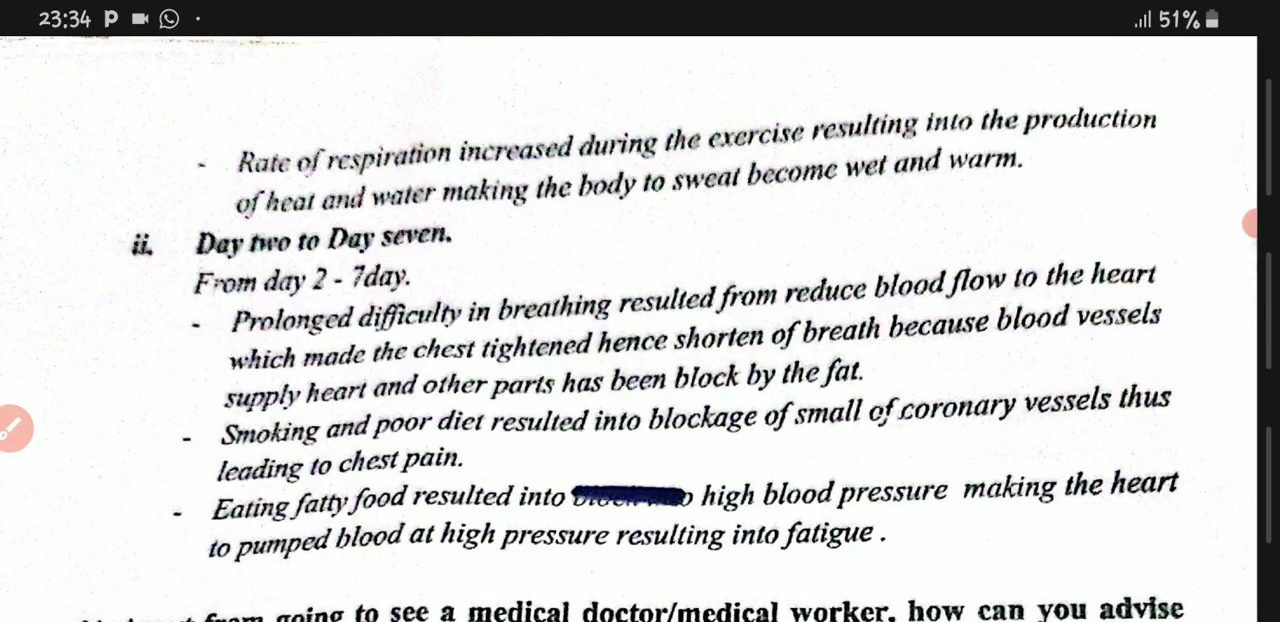 23:34
51%
- Rate of respiration increased during the exercise resulting into the production
of heat and water making the body to sweat become wet and warm.
ii. Day two to Day seven.
From day 2 - 7day.
- Prolonged difficulty in breathing resulted from reduce blood flow to the heart
which made the chest tightened hence shorten of breath because blood vessels
supply heart and other parts has been block by the fat.
- Smoking and poor diet resulted into blockage of small of coronary vessels thus
leading to chest pain.
- Eating fatty food resulted into high blood pressure making the heart
to pumped blood at high pressure resulting into fatigue .
from going to see a medical doctor/medical worker, how can you advise